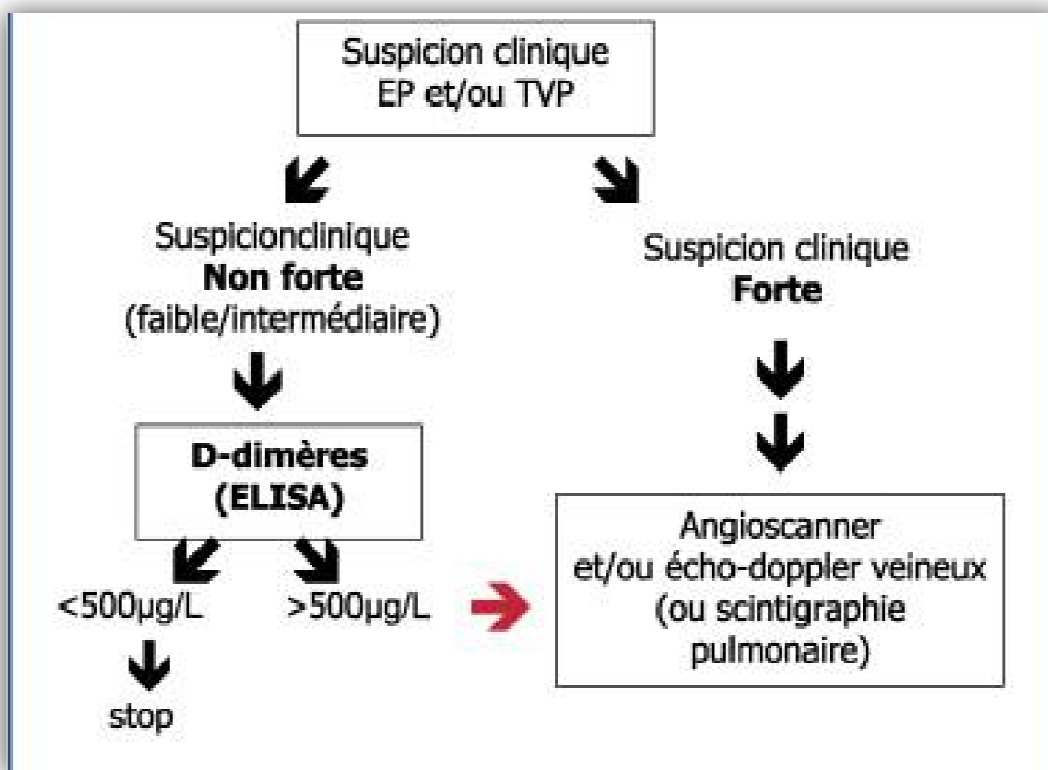 Suspicion clinique
EP et/ou TVP
Suspicionclinique
Non forte
(faible/intermédiaire)
Suspicion clinique
Forte
D-dimères
(ELISA)
<500µg/L
>500µg/L
stop
Angioscanner
et/ou écho-doppler veineux
(ou scintigraphie
pulmonaire)